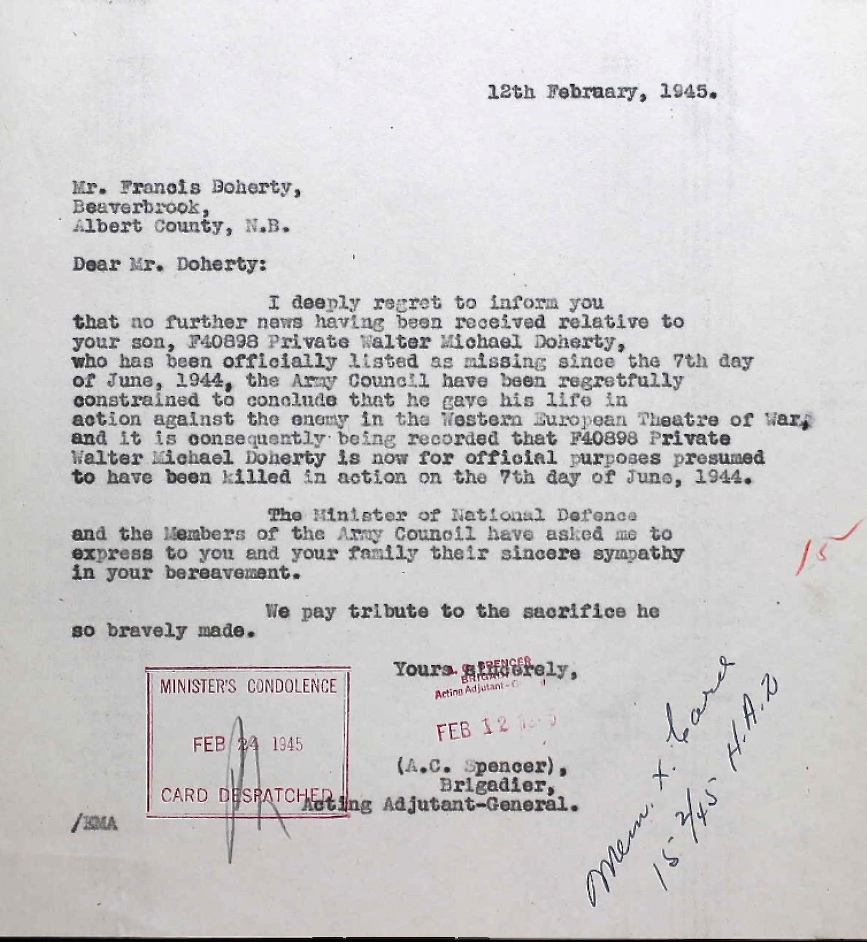 12th February, 1945.
Mr. Francis Doherty,
Beaverbrook,
Albert County, N.B.
Dear Mr. Doherty:
I deeply regret to inform you
that no further news having been received relative to
your son, F40898 Private Walter Michael Doherty,
who has been officially listed as missing since the 7th day
of June, 1944, the Army Council have been regretfully
constrained to conclude that he gave his life in
action against the enemy in the Western European Theatre of War,
and it is consequently being recorded that F40898 Private
Walter Michael Doherty is now for official purposes presumed
to have been killed in action on the 7th day of June, 1944.
The Minister of National Defence
and the Members of the Army Council have asked me to
express to you and your family their sincere sympathy
in your bereavement.
15
We pay tribute to the sacrifice he
so bravely made.
Yours sincerely,
SPENCER
Acting Adjutant-G
FEB 12
MINISTER'S CONDOLENCE
FEB 24 1945
CARD DESPATCHED
(A.C. Spencer),
Brigadier,
Acting Adjutant-General.
/EMA
Mem. X. Card
15 2/45 H.A.D